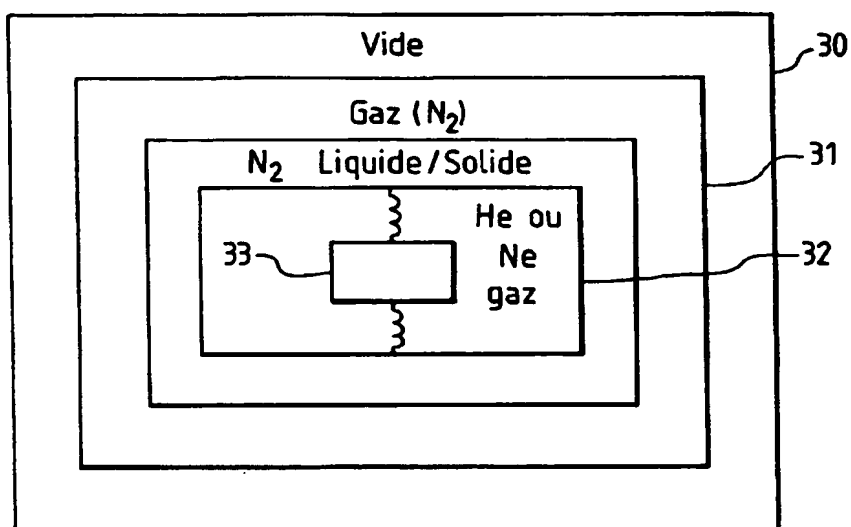 Vide
30
Gaz (N₂)
N₂ Liquide/Solide
31
He ou
Ne
gaz
33
32